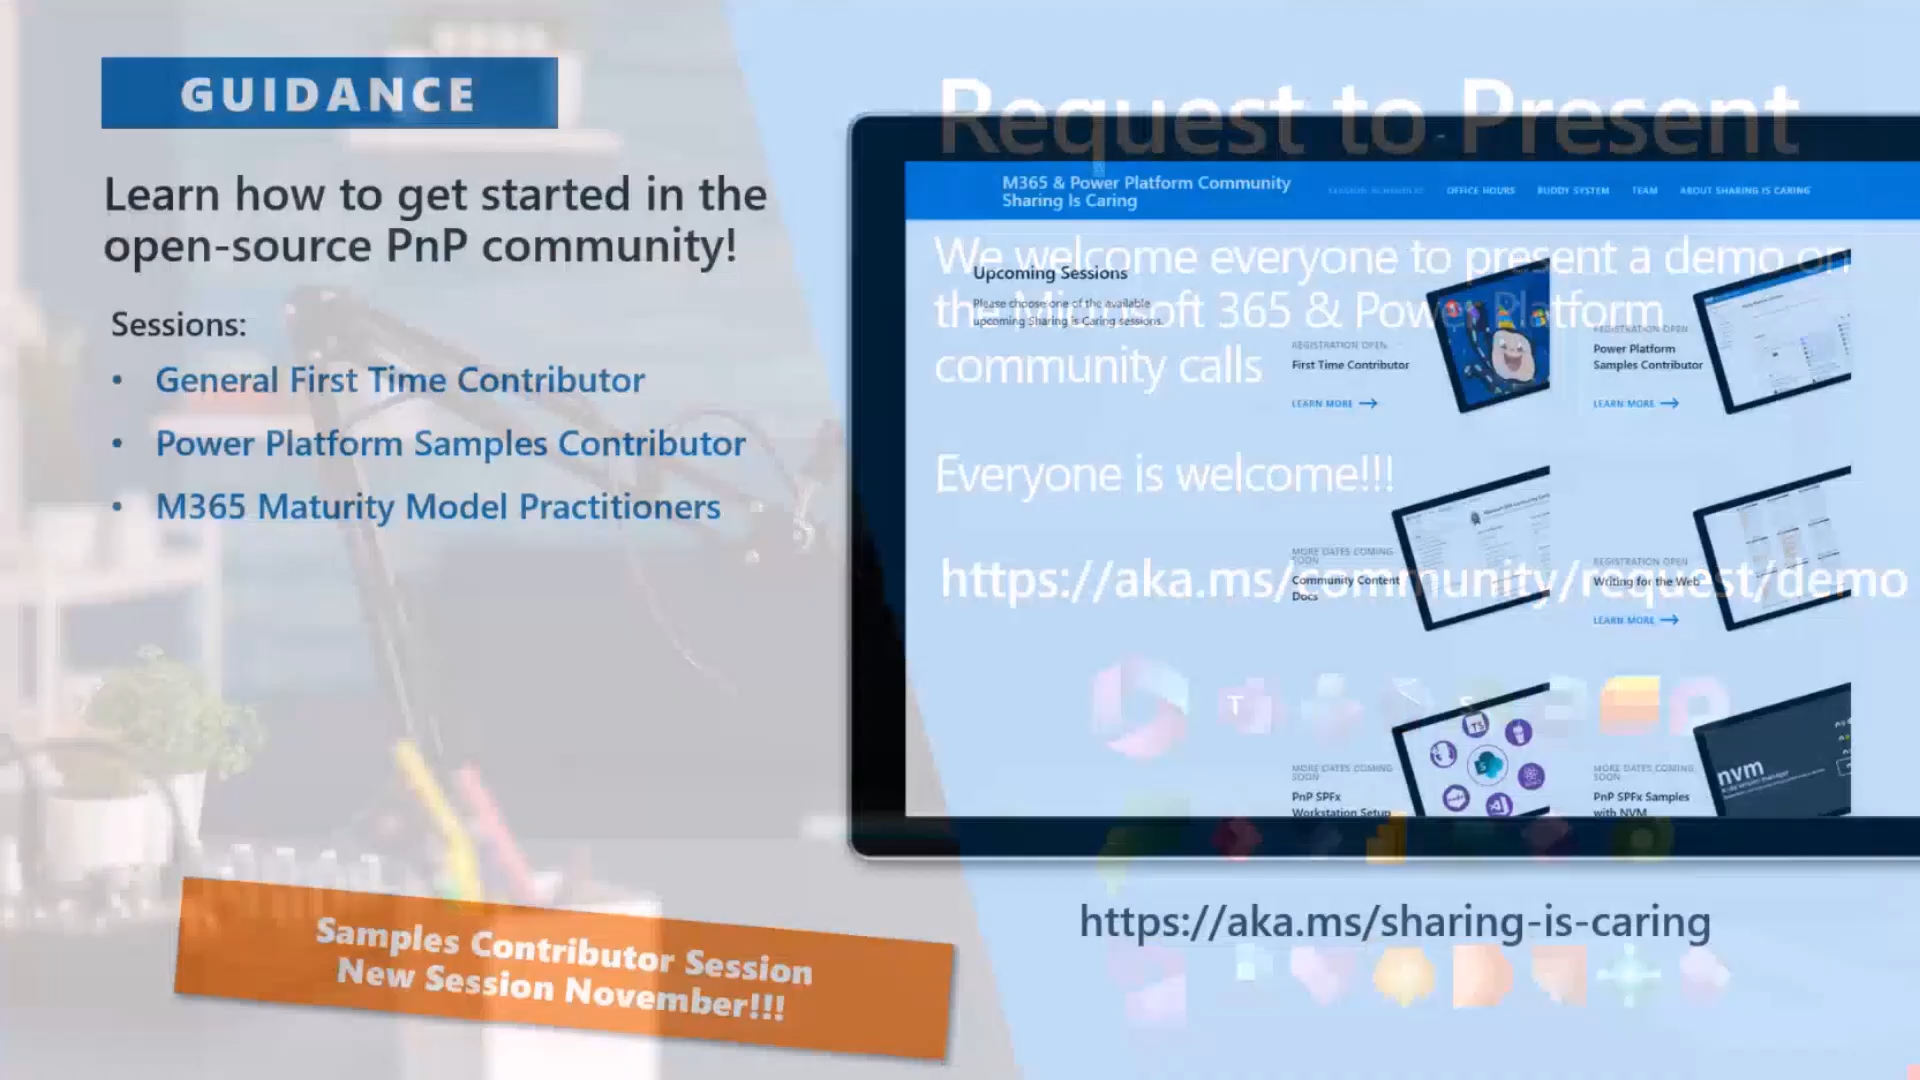 GUIDANCE
Learn how to get started in the
open-source PnP community!
Sessions:
• General First Time Contributor
• Power Platform Samples Contributor
• M365 Maturity Model Practitioners
Samples Contributor Session
New Session November!!!
Request to Present
We welcome everyone to present a demo on
the Microsoft 365 & Power Platform
community calls
Everyone is welcome!!!
https://aka.ms/community/request/demo
M365 & Power Platform Community
Sharing Is Caring
SESSION SCHEDULE OFFICE HOURS BUDDY SYSTEM TEAM ABOUT SHARING IS CARING
Upcoming Sessions
Please choose one of the available
upcoming Sharing is Caring sessions.
REGISTRATION OPEN
First Time Contributor
LEARN MORE
REGISTRATION OPEN
Power Platform
Samples Contributor
LEARN MORE
MORE DATES COMING
SOON
Community Content
Docs
REGISTRATION OPEN
Writing for the Web
LEARN MORE
MORE DATES COMING
SOON
PnP SPFx
Workstation Setup
MORE DATES COMING
SOON
PnP SPFx Samples
with NVM
nvm
https://aka.ms/sharing-is-caring